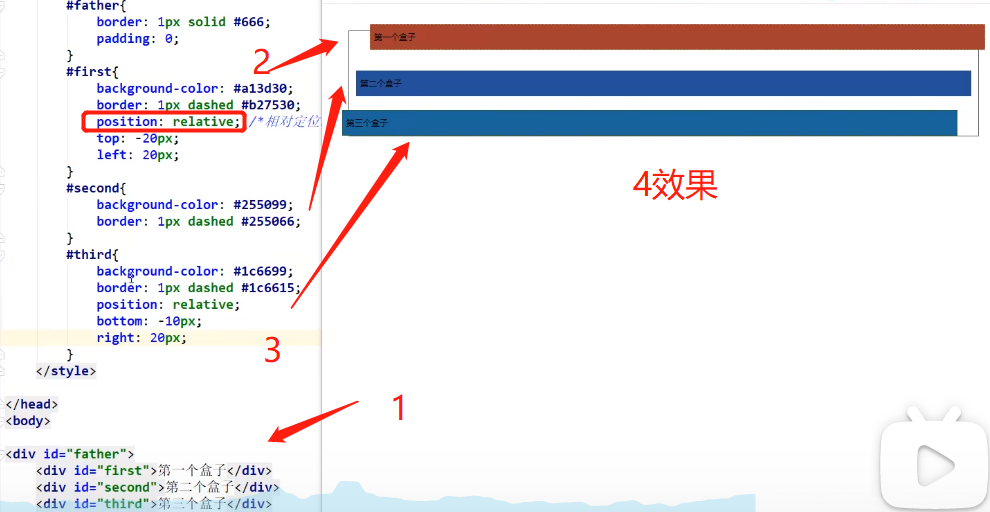 #father{
border: 1px solid #666;
padding: 0;
}
#first{
background-color: #a13d30;
border: 1px dashed #b27530;
position: relative; /*相对定位
top: -20px;
left: 20px;
}
#second{
background-color: #255099;
border: 1px dashed #255066;
}
#third{
background-color: #1c6699;
border: 1px dashed #1c6615;
position: relative;
bottom: -10px;
right: 20px;
}
</style>
</head>
<body>
<div id="father">
<div id="first">第一个盒子</div>
<div id="second">第二个盒子</div>
<div id="third">第三个盒子</div>
第一个盒子
第二个盒子
第三个盒子
2
3
1
4效果